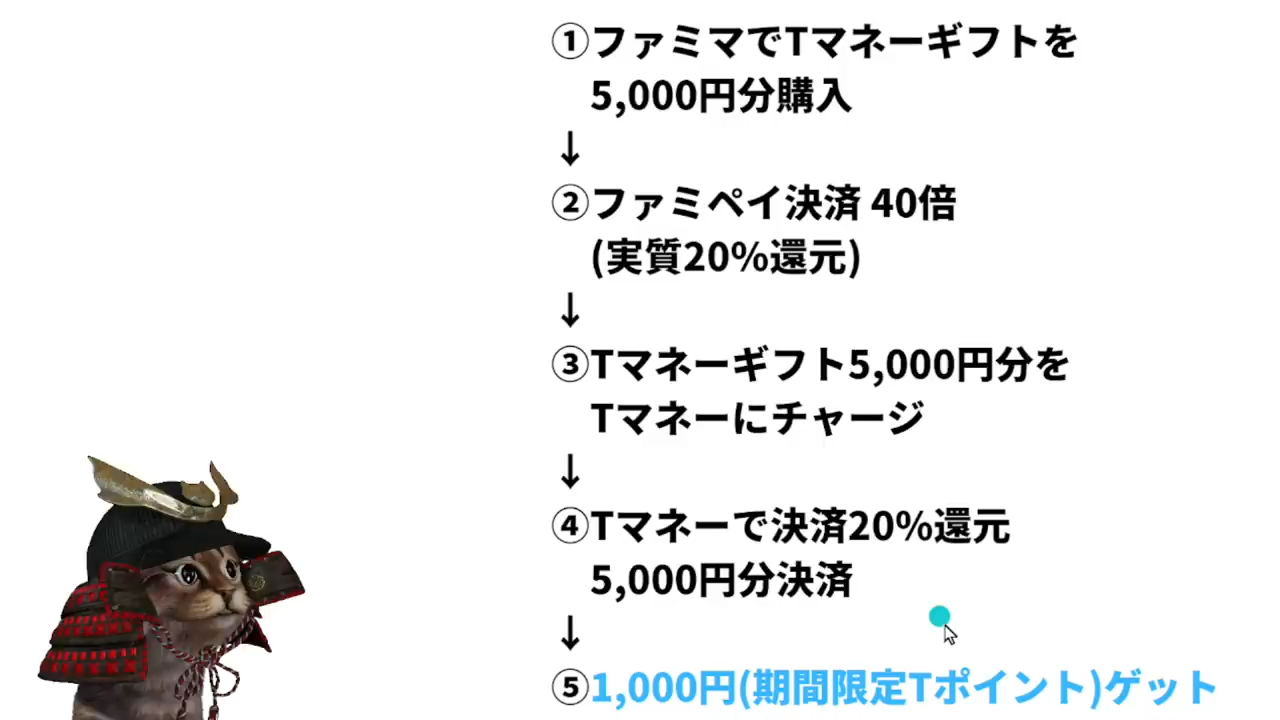 ①ファミマでTマネーギフトを
5,000円分購入
↓
②ファミペイ決済 40倍
(実質20%還元)
↓
③Tマネーギフト5,000円分を
Tマネーにチャージ
↓
④Tマネーで決済20%還元
5,000円分決済
↓
⑤1,000円(期間限定Tポイント)ゲット